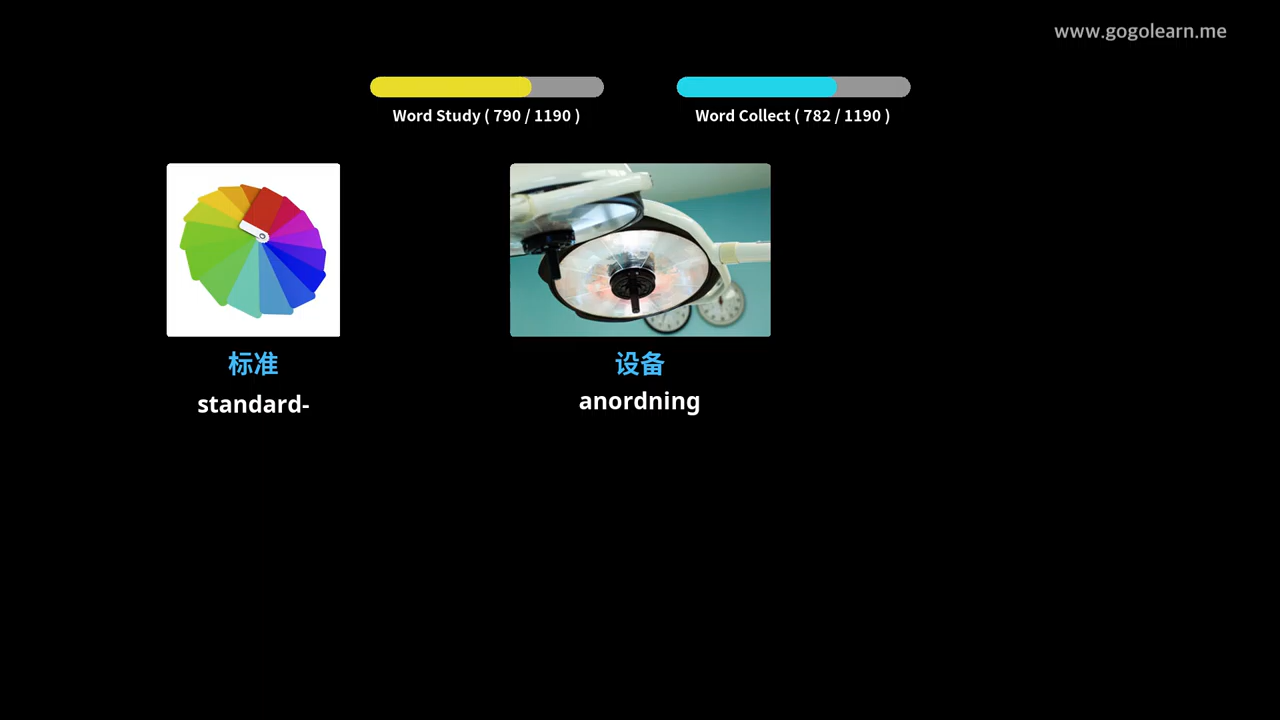 www.gogolearn.me
Word Study ( 790 / 1190 )
Word Collect ( 782 / 1190 )
标准
standard-
设备
anordning